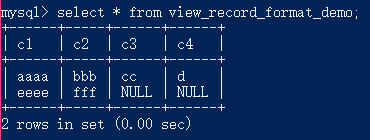 mysql> select * from view_record_format_demo;
+------+------+------+------+
| c1   | c2   | c3   | c4   |
+------+------+------+------+
| aaaa | bbb  | cc   | d    |
| eeee | fff  | NULL | NULL |
+------+------+------+------+
2 rows in set (0.00 sec)